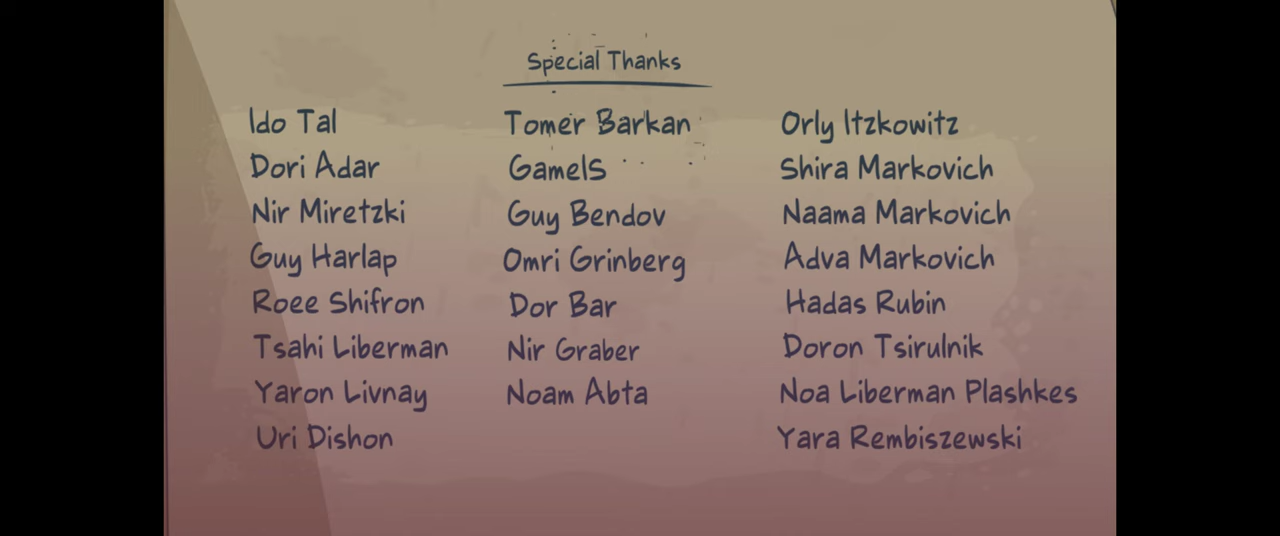 Special Thanks
Ido Tal
Dori Adar
Nir Miretzki
Guy Harlap
Roee Shifron
Tsahi Liberman
Yaron Livnay
Uri Dishon
Tomer Barkan
GameIS
Guy Bendov
Omri Grinberg
Dor Bar
Nir Graber
Noam Abta
Orly Itzkowitz
Shira Markovich
Naama Markovich
Adva Markovich
Hadas Rubin
Doron Tsirulnik
Noa Liberman Plashkes
Yara Rembiszewski